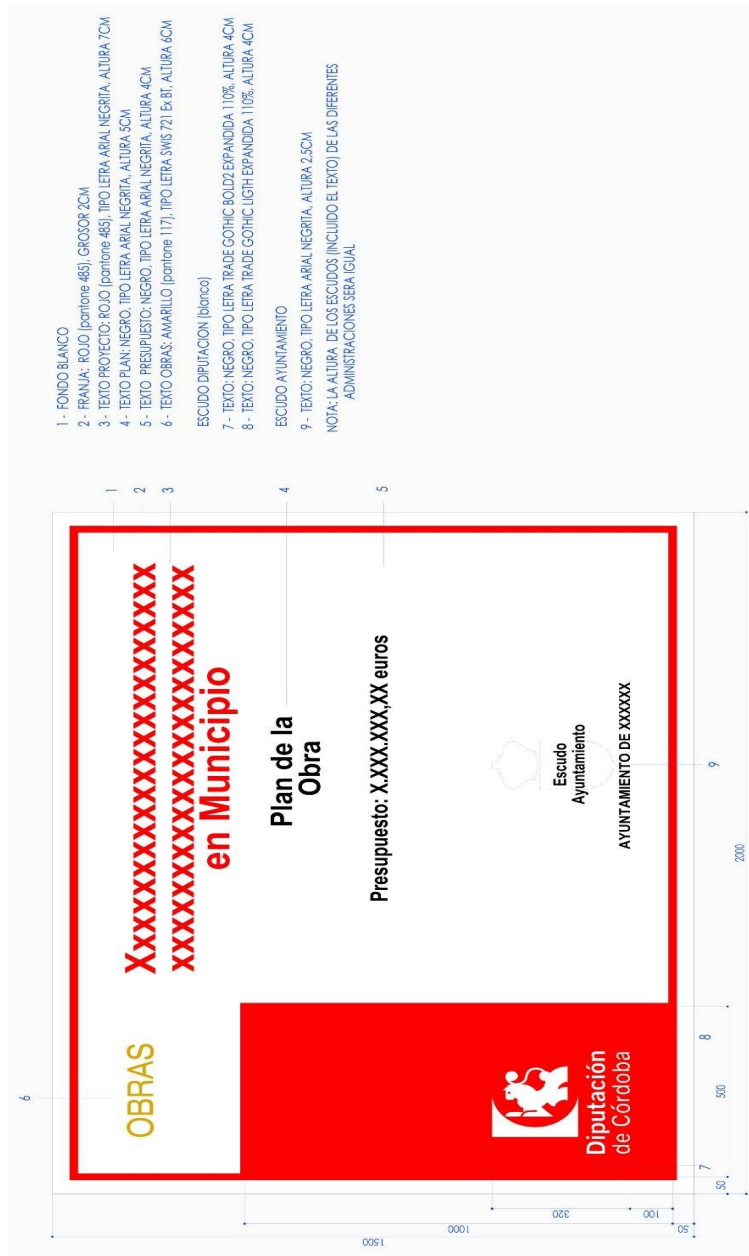 OBRAS
Xxxxxxxxxxxxxxxxxxxxxxx
xxxxxxxxxxxxxxxxxxxxxxx
en Municipio
Plan de la
Obra
Presupuesto: X.XXX.XXX,XX euros
Diputación
de Córdoba
Escudo
Ayuntamiento
AYUNTAMIENTO DE XXXXXX
1
2
3
4
5
6
7
8
9
50
500
2000
1500
1000
320
100
50
1 - FONDO BLANCO
2 - FRANJA: ROJO (pantone 485), GROSOR 2CM
3 - TEXTO PROYECTO: ROJO (pantone 485), TIPO LETRA ARIAL NEGRITA, ALTURA 7CM
4 - TEXTO PLAN: NEGRO, TIPO LETRA ARIAL NEGRITA, ALTURA 5CM
5 - TEXTO PRESUPUESTO: NEGRO, TIPO LETRA ARIAL NEGRITA, ALTURA 4CM
6 - TEXTO OBRAS: AMARILLO (pantone 117), TIPO LETRA SWIS 721 Ex BT, ALTURA 6CM
ESCUDO DIPUTACION (blanco)
7 - TEXTO: NEGRO, TIPO LETRA TRADE GOTHIC BOLD2 EXPANDIDA 110%, ALTURA 4CM
8 - TEXTO: NEGRO, TIPO LETRA TRADE GOTHIC LIGTH EXPANDIDA 110%, ALTURA 4CM
ESCUDO AYUNTAMIENTO
9 - TEXTO: NEGRO, TIPO LETRA ARIAL NEGRITA, ALTURA 2,5CM
NOTA: LA ALTURA DE LOS ESCUDOS (INCLUIDO EL TEXTO) DE LAS DIFERENTES
ADMINISTRACIONES SERA IGUAL